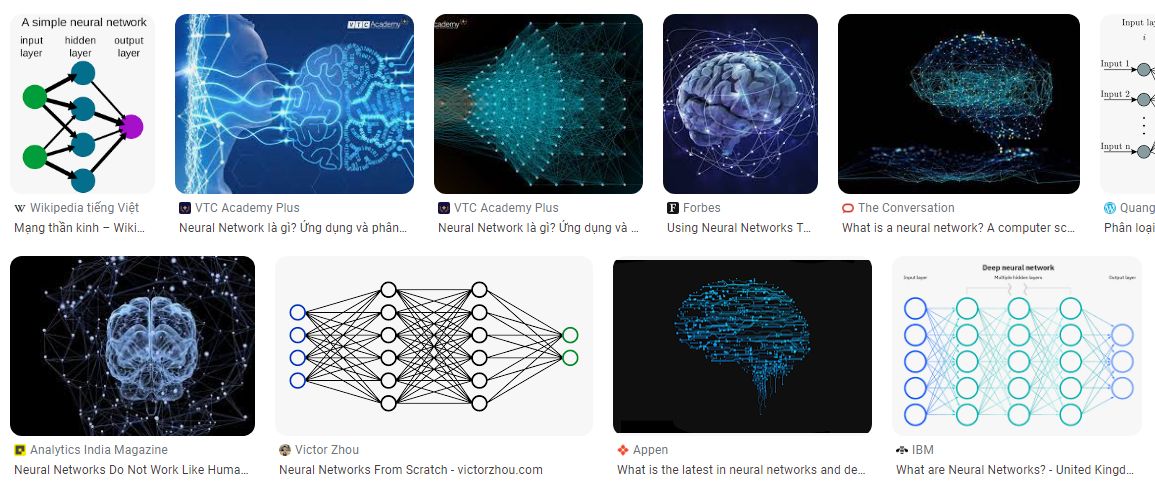 A simple neural network
input layer
hidden layer
output layer
VTC Academy
cademy
Input la
i
Input 1
Input 2
Input n
Wikipedia tiếng Việt
VTC Academy Plus
VTC Academy Plus
Forbes
The Conversation
Quang
Mạng thần kinh – Wiki...
Neural Network là gì? Ứng dụng và phân...
Neural Network là gì? Ứng dụng và ...
Using Neural Networks T...
What is a neural network? A computer sc...
Phân loại
Deep neural network
Input layer
Multiple hidden layers
Output layer
Analytics India Magazine
Victor Zhou
Appen
IBM
Neural Networks Do Not Work Like Huma...
Neural Networks From Scratch - victorzhou.com
What is the latest in neural networks and de...
What are Neural Networks? - United Kingd...